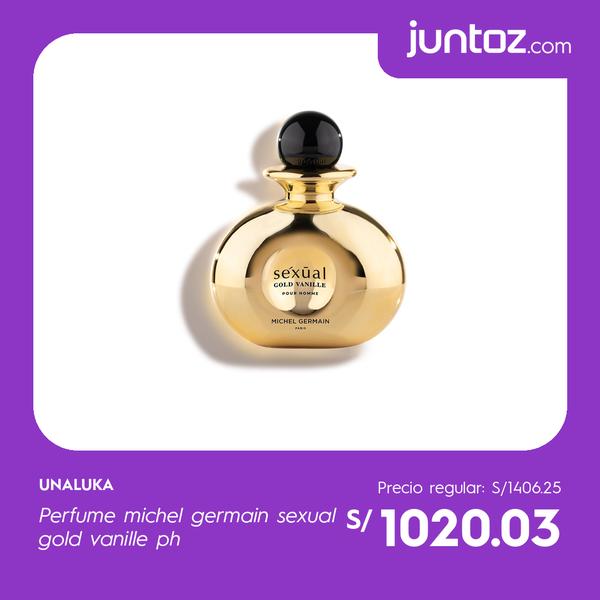 juntoz.com
séxūal
GOLD VANILLE
POUR HOMME
MICHEL GERMAIN
PARIS
UNALUKA
Precio regular: S/1406.25
Perfume michel germain sexual
gold vanille ph
S/ 1020.03